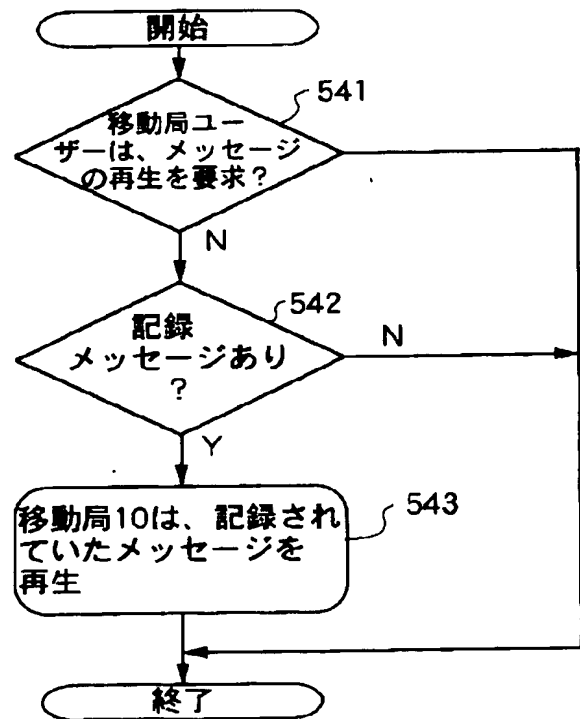 開始
541
移動局ユー
ザーは、メッセージ
の再生を要求？
N
542
記録
メッセージあり
？
N
Y
543
移動局10は、記録され
ていたメッセージを
再生
終了